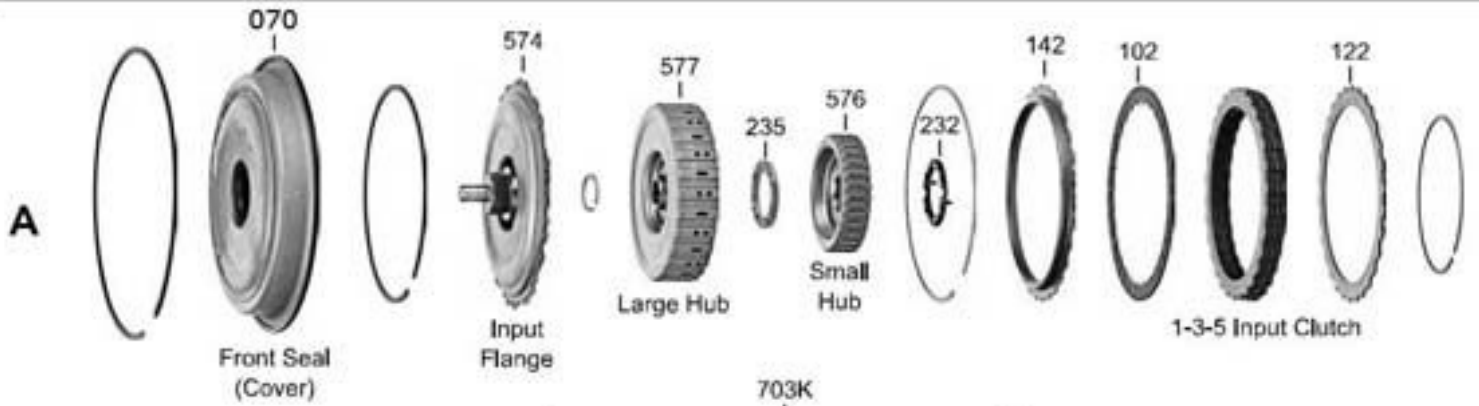 070
574
577
235
576
232
142
102
122
A
Front Seal
(Cover)
Input
Flange
Large Hub
Small
Hub
1-3-5 Input Clutch
703K